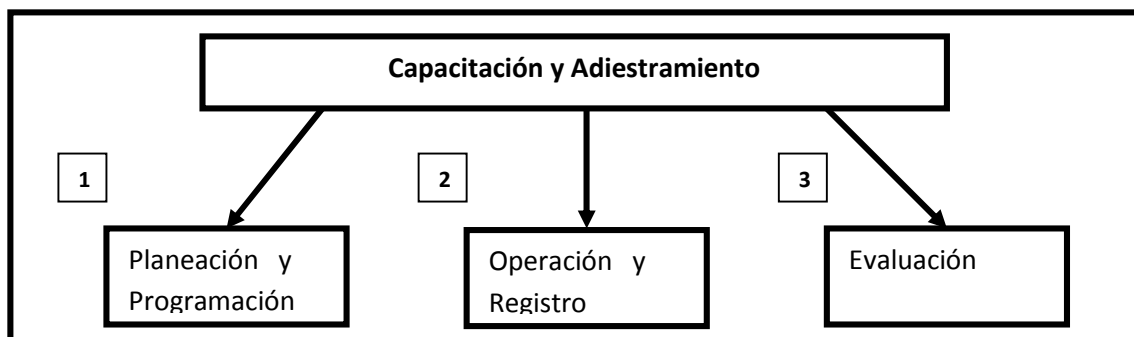 Capacitación y Adiestramiento
1
2
3
Planeación y
Programación
Operación y
Registro
Evaluación